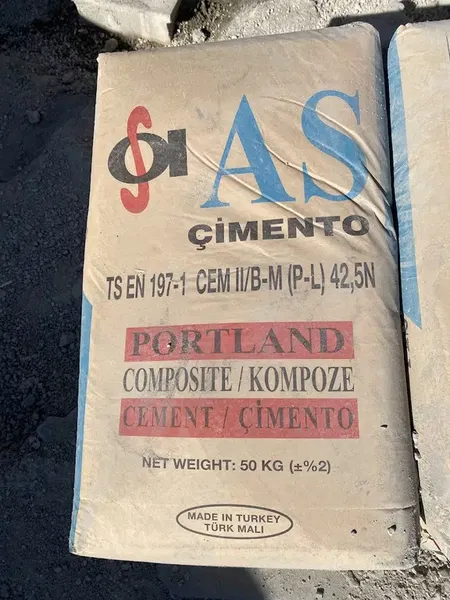 AS
ÇİMENTO
TS EN 197-1 CEM II/B-M (P-L) 42,5N
PORTLAND
COMPOSITE / KOMPOZE
CEMENT / ÇİMENTO
NET WEIGHT: 50 KG (±%2)
MADE IN TURKEY
TÜRK MALI